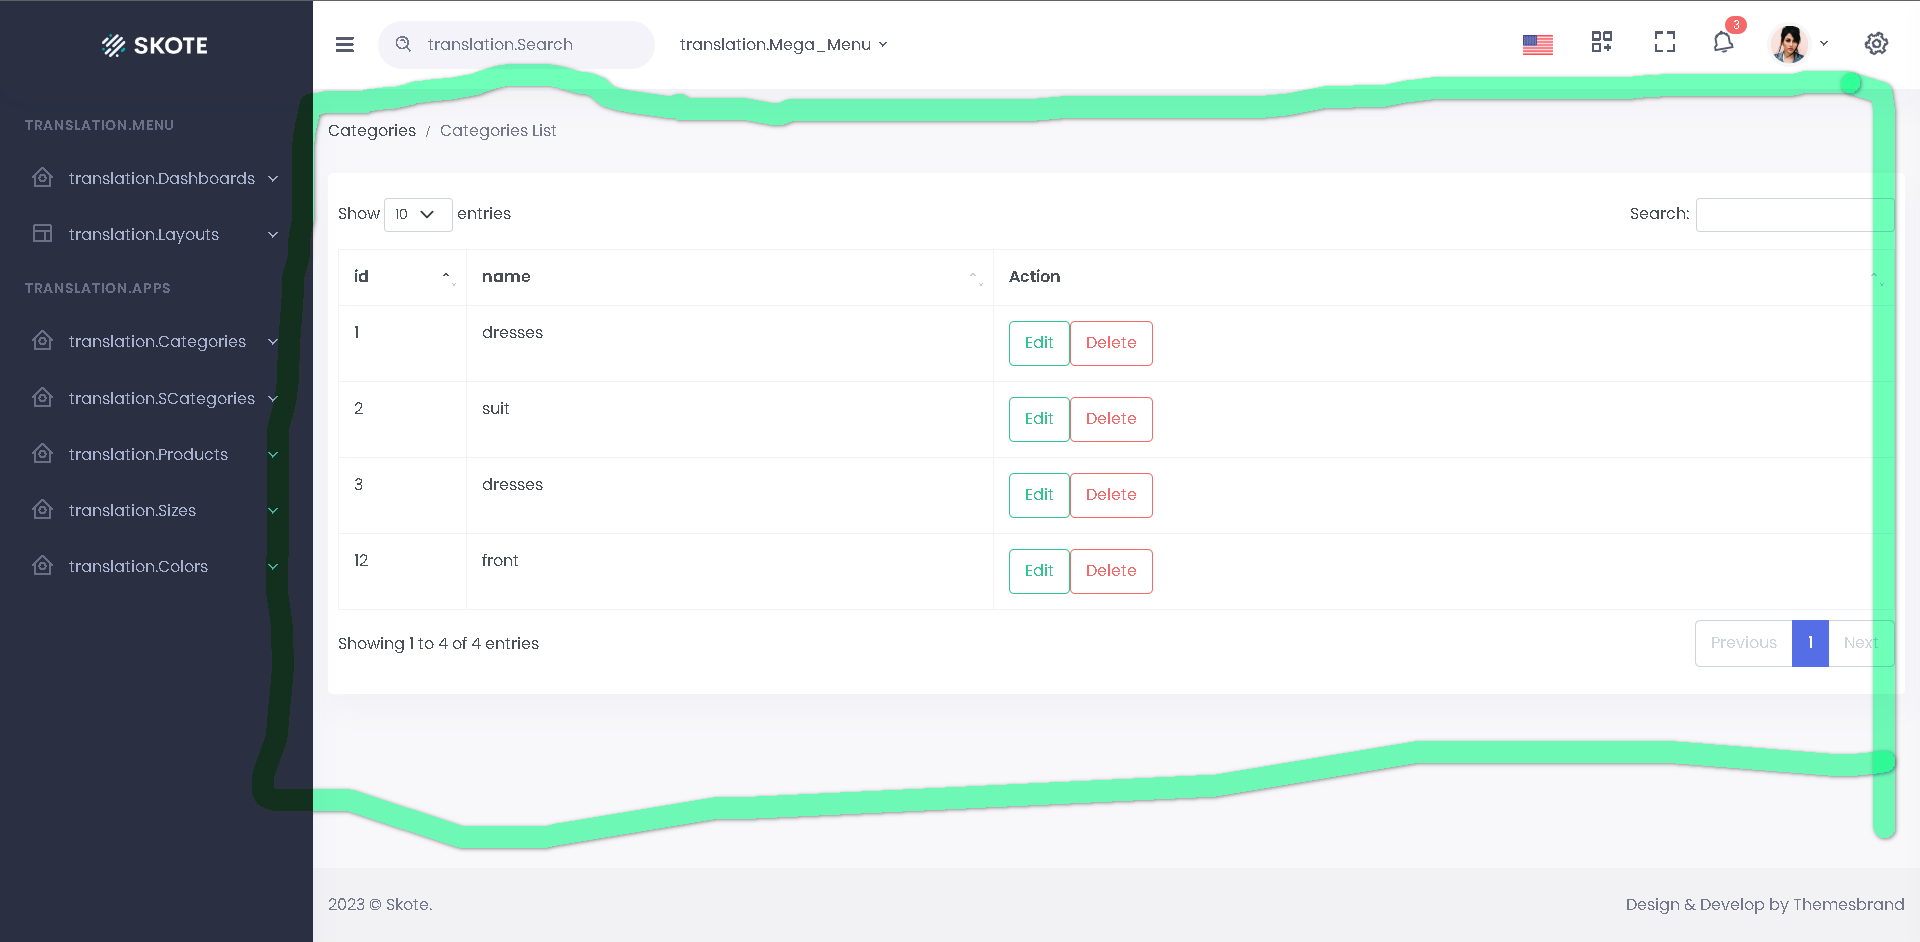 SKOTE
translation.Search
translation.Mega_Menu
3
TRANSLATION.MENU
translation.Dashboards
translation.Layouts
TRANSLATION.APPS
translation.Categories
translation.SCategories
translation.Products
translation.Sizes
translation.Colors
Categories / Categories List
Show 10 entries
Search:
id name Action
1 dresses Edit Delete
2 suit Edit Delete
3 dresses Edit Delete
12 front Edit Delete
Showing 1 to 4 of 4 entries
Previous 1 Next
2023 © Skote.
Design & Develop by Themesbrand